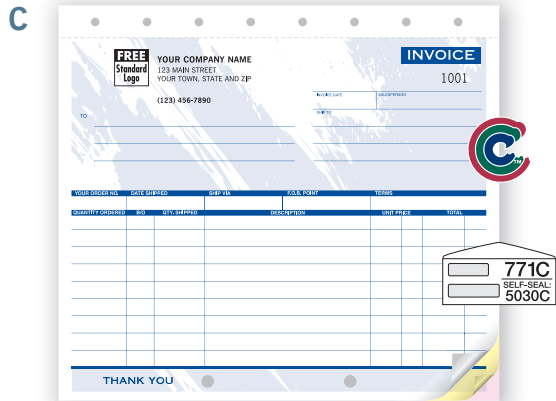 C
FREE
Standard
Logo
YOUR COMPANY NAME
123 MAIN STREET
YOUR TOWN, STATE AND ZIP
(123) 456-7890
INVOICE
1001
INVOICE DATE
SALESPERSON
TO
SHIP TO
C
YOUR ORDER NO. DATE SHIPPED SHIP VIA F.O.B. POINT TERMS
QUANTITY ORDERED B/O QTY. SHIPPED DESCRIPTION UNIT PRICE TOTAL
771C
SELF-SEAL:
5030C
THANK YOU